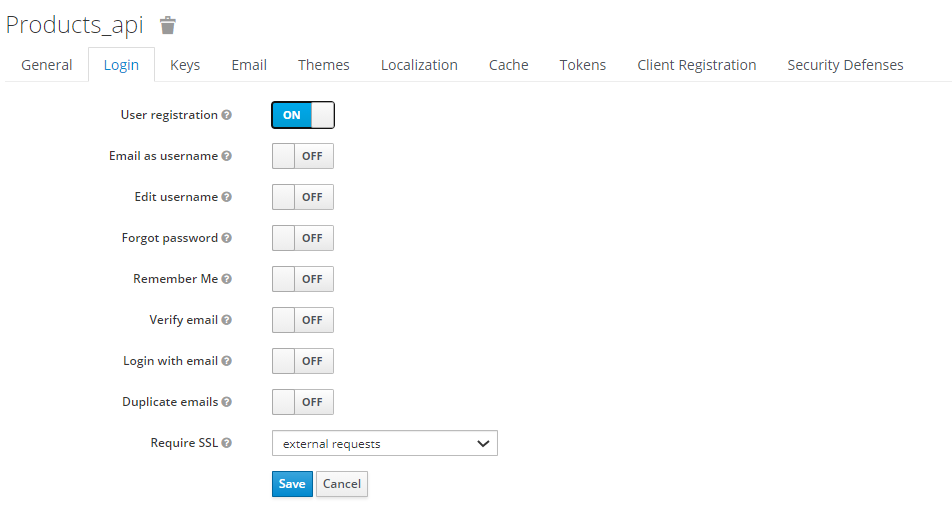 Products_api
General Login Keys Email Themes Localization Cache Tokens Client Registration Security Defenses
User registration ON
Email as username OFF
Edit username OFF
Forgot password OFF
Remember Me OFF
Verify email OFF
Login with email OFF
Duplicate emails OFF
Require SSL external requests
Save Cancel